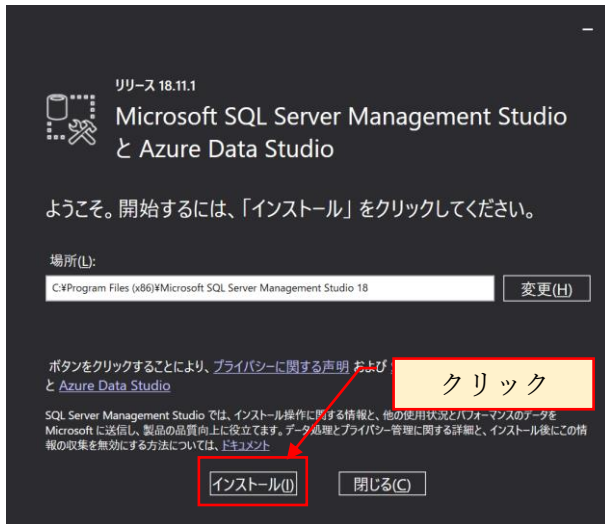 リリース 18.11.1
Microsoft SQL Server Management Studio
と Azure Data Studio
ようこそ。開始するには、「インストール」をクリックしてください。
場所(L):
C:¥Program Files (x86)¥Microsoft SQL Server Management Studio 18
変更(H)
ボタンをクリックすることにより、プライバシーに関する声明 および
と Azure Data Studio
クリック
SQL Server Management Studio では、インストール操作に関する情報と、他の使用状況とパフォーマンスのデータを
Microsoft に送信し、製品の品質向上に役立てます。データ処理とプライバシー管理に関する詳細と、インストール後にこの情
報の収集を無効にする方法については、ドキュメント
インストール(I)
閉じる(C)